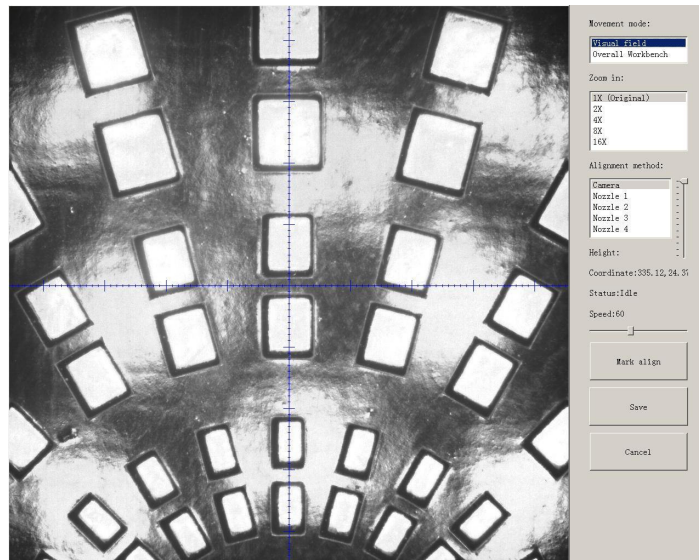 Movement mode:
Visual field
Overall Workbench
Zoom in:
1X (Original)
2X
4X
8X
16X
Alignment method:
Camera
Nozzle 1
Nozzle 2
Nozzle 3
Nozzle 4
Height:
Coordinate:335.12,24.37
Status:Idle
Speed:60
Mark align
Save
Cancel